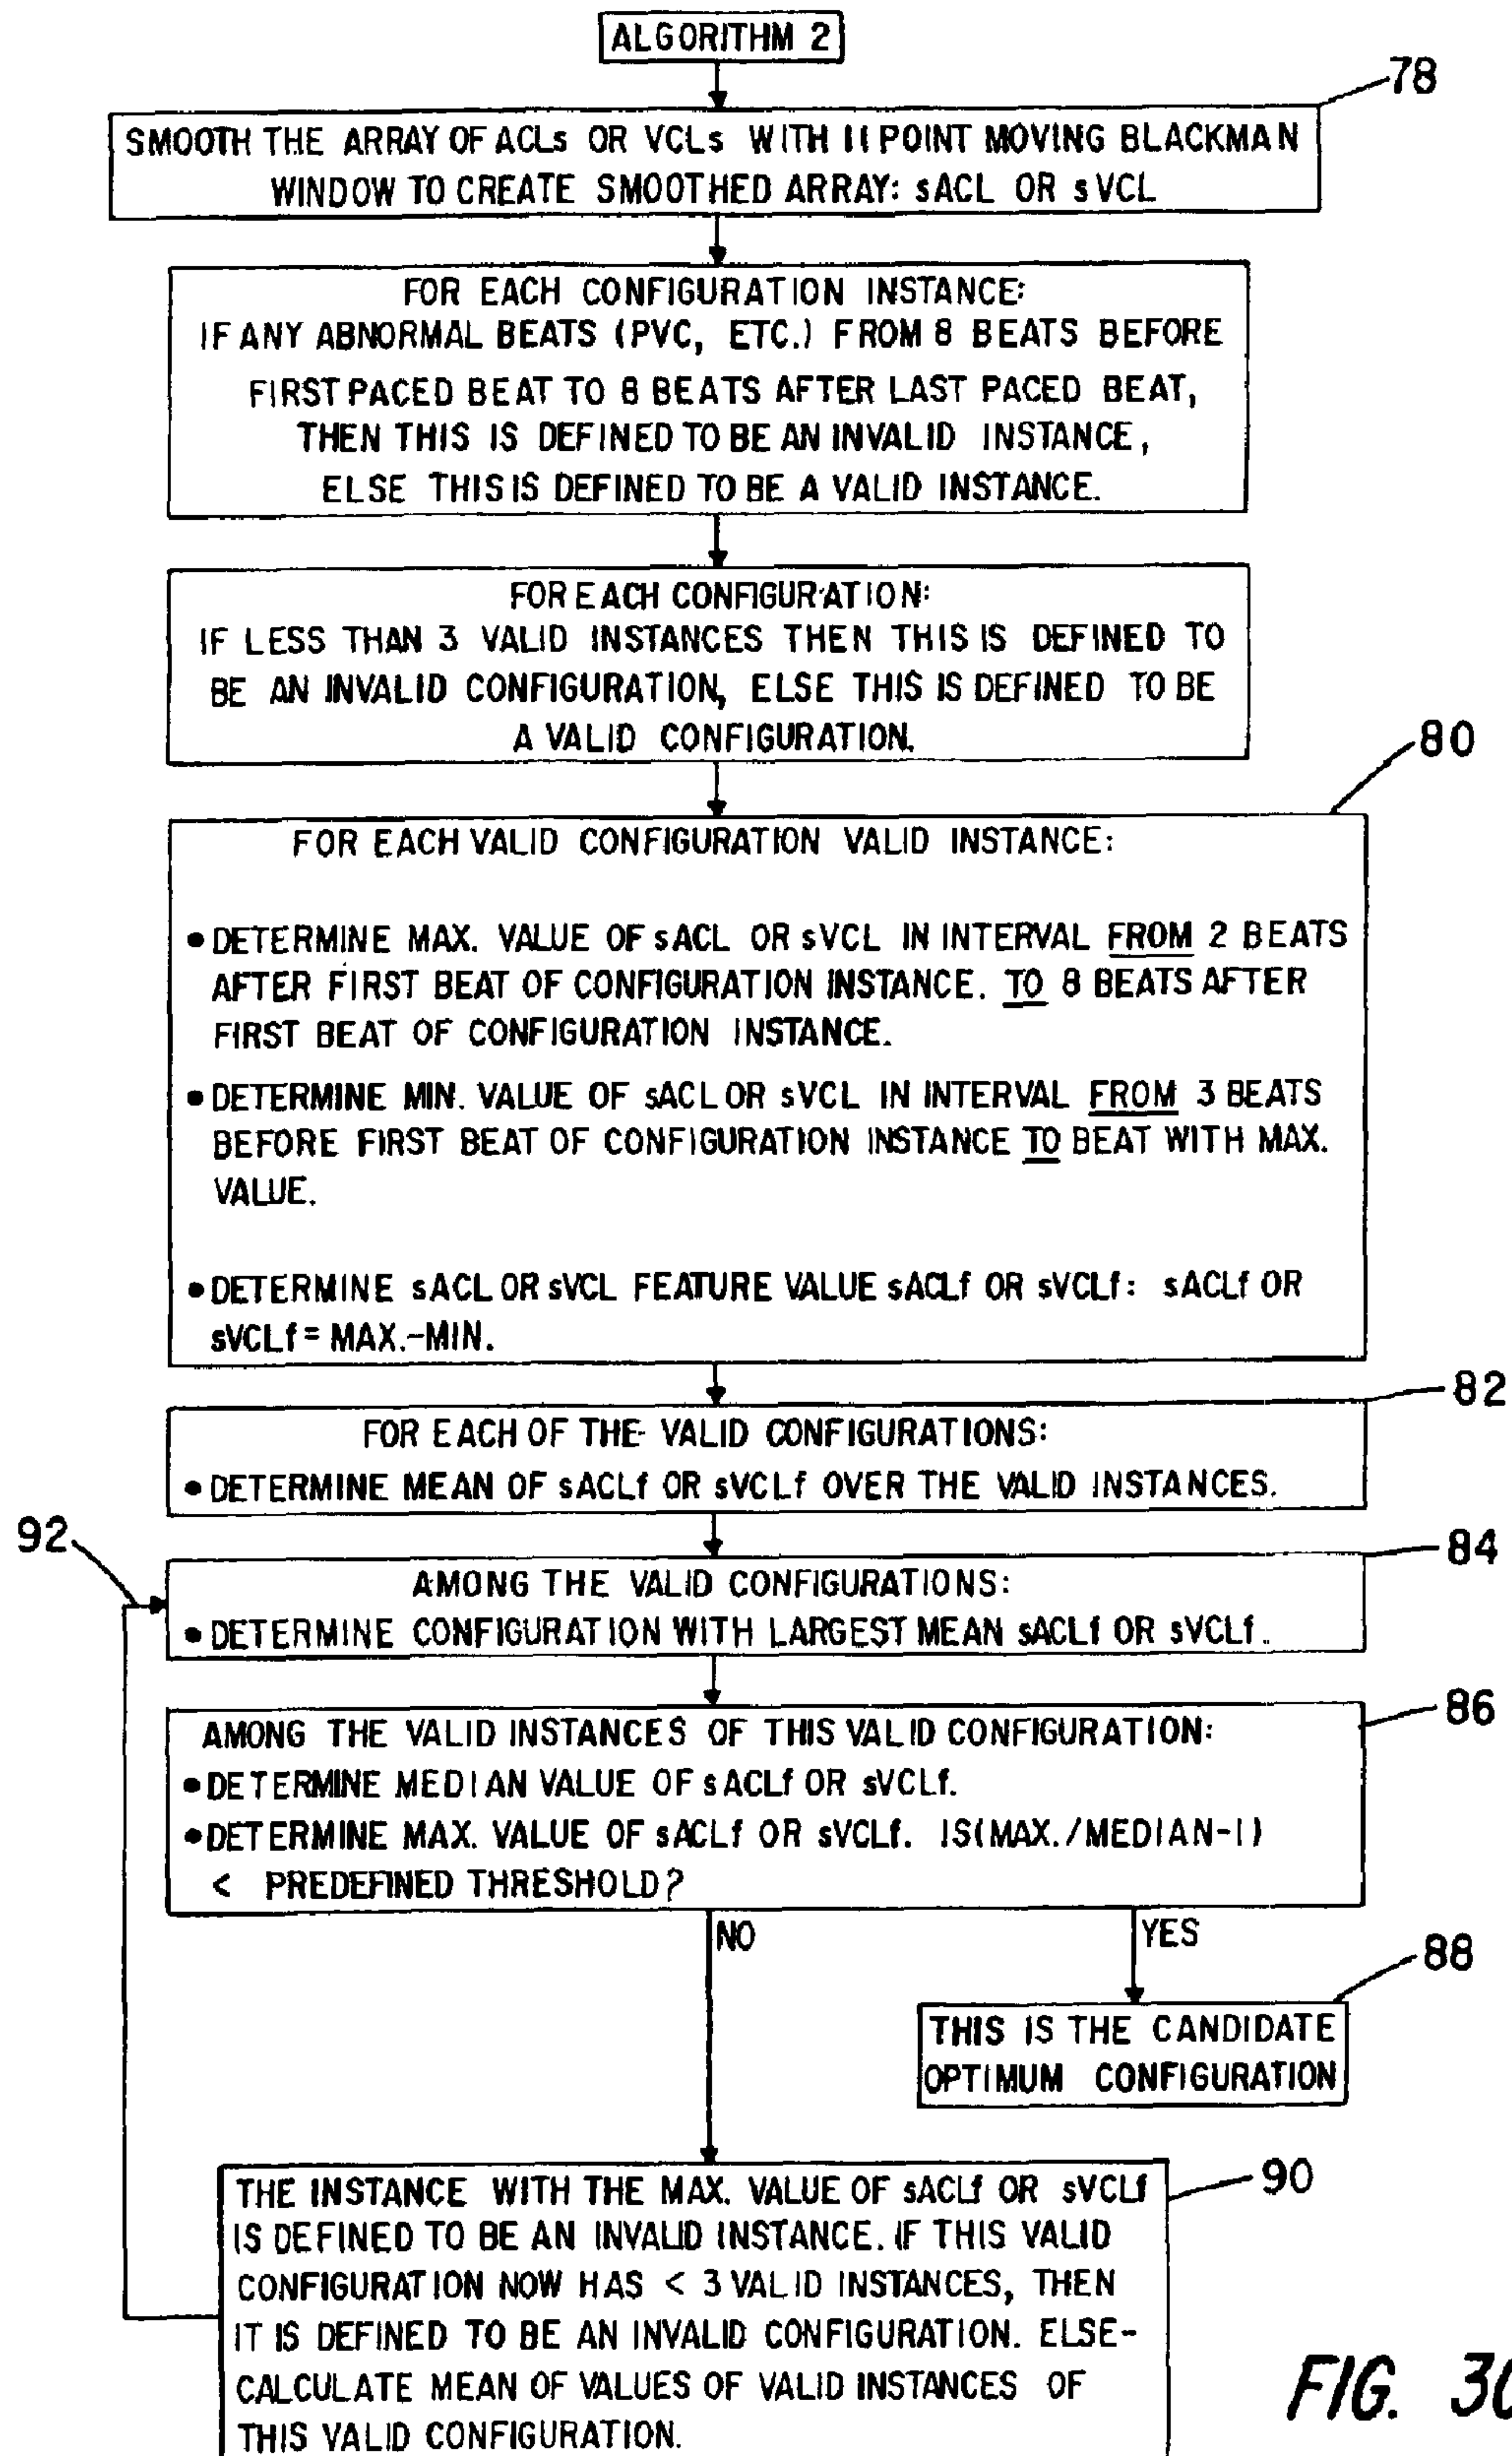 ALGORITHM 2
78
SMOOTH THE ARRAY OF ACLs OR VCLs WITH 11 POINT MOVING BLACKMAN
WINDOW TO CREATE SMOOTHED ARRAY: sACL OR sVCL
FOR EACH CONFIGURATION INSTANCE:
IF ANY ABNORMAL BEATS (PVC, ETC.) FROM 8 BEATS BEFORE
FIRST PACED BEAT TO 8 BEATS AFTER LAST PACED BEAT,
THEN THIS IS DEFINED TO BE AN INVALID INSTANCE,
ELSE THIS IS DEFINED TO BE A VALID INSTANCE.
FOR EACH CONFIGURATION:
IF LESS THAN 3 VALID INSTANCES THEN THIS IS DEFINED TO
BE AN INVALID CONFIGURATION, ELSE THIS IS DEFINED TO BE
A VALID CONFIGURATION.
80
FOR EACH VALID CONFIGURATION VALID INSTANCE:
• DETERMINE MAX. VALUE OF sACL OR sVCL IN INTERVAL FROM 2 BEATS
AFTER FIRST BEAT OF CONFIGURATION INSTANCE. TO 8 BEATS AFTER
FIRST BEAT OF CONFIGURATION INSTANCE.
• DETERMINE MIN. VALUE OF sACL OR sVCL IN INTERVAL FROM 3 BEATS
BEFORE FIRST BEAT OF CONFIGURATION INSTANCE TO BEAT WITH MAX.
VALUE.
• DETERMINE sACL OR sVCL FEATURE VALUE sACLf OR sVCLf: sACLf OR
sVCLf = MAX.-MIN.
82
FOR EACH OF THE VALID CONFIGURATIONS:
• DETERMINE MEAN OF sACLf OR sVCLf OVER THE VALID INSTANCES.
92
84
AMONG THE VALID CONFIGURATIONS:
• DETERMINE CONFIGURATION WITH LARGEST MEAN sACLf OR sVCLf.
86
AMONG THE VALID INSTANCES OF THIS VALID CONFIGURATION:
• DETERMINE MEDIAN VALUE OF sACLf OR sVCLf.
• DETERMINE MAX. VALUE OF sACLf OR sVCLf. IS(MAX./MEDIAN-1)
< PREDEFINED THRESHOLD?
NO
YES
88
THIS IS THE CANDIDATE
OPTIMUM CONFIGURATION
90
THE INSTANCE WITH THE MAX. VALUE OF sACLf OR sVCLf
IS DEFINED TO BE AN INVALID INSTANCE. IF THIS VALID
CONFIGURATION NOW HAS < 3 VALID INSTANCES, THEN
IT IS DEFINED TO BE AN INVALID CONFIGURATION. ELSE-
CALCULATE MEAN OF VALUES OF VALID INSTANCES OF
THIS VALID CONFIGURATION.
FIG.